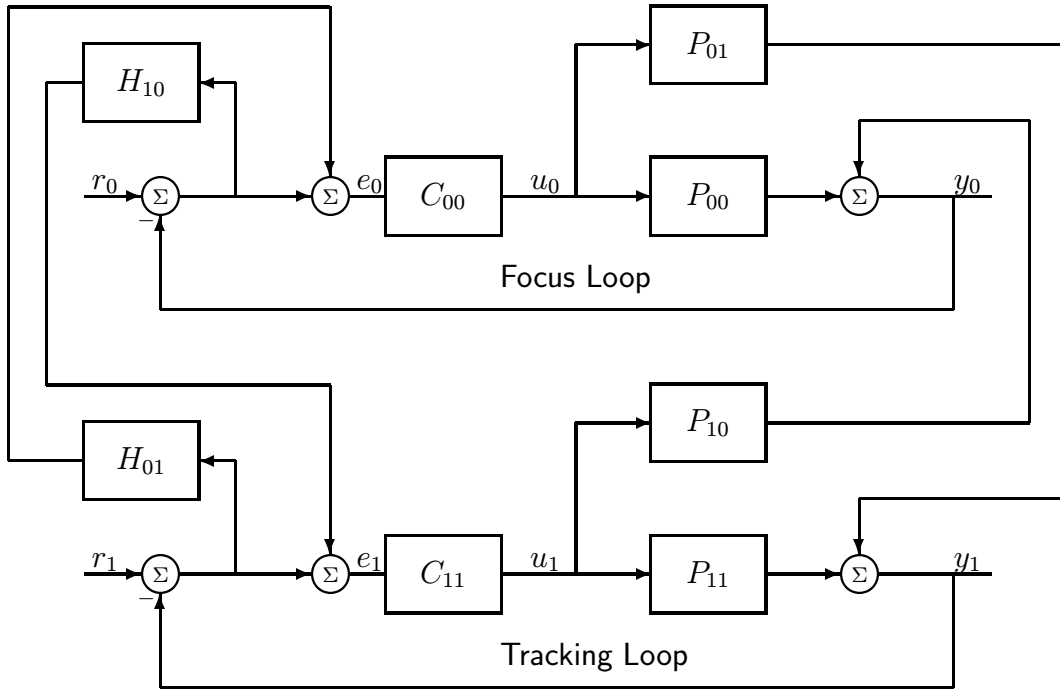 P₀₁
H₁₀
r₀ Σ Σ e₀ C₀₀ u₀ P₀₀ Σ y₀
−
Focus Loop
P₁₀
H₀₁
r₁ Σ Σ e₁ C₁₁ u₁ P₁₁ Σ y₁
−
Tracking Loop